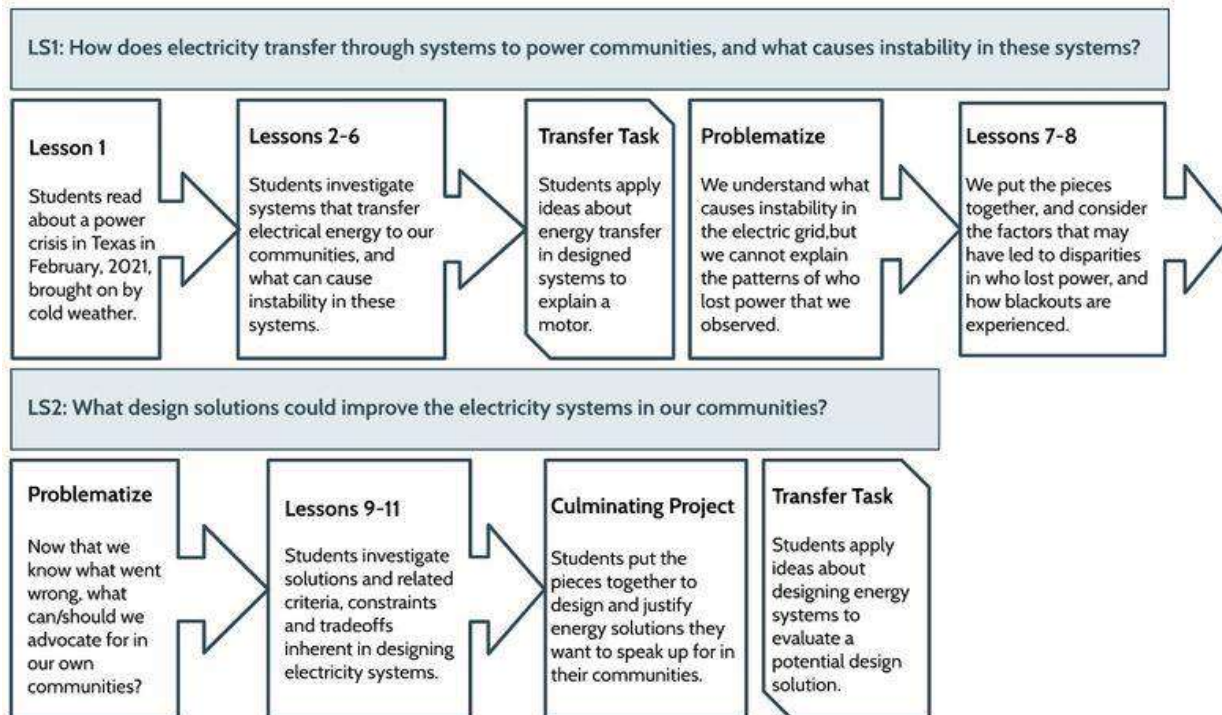 LS1: How does electricity transfer through systems to power communities, and what causes instability in these systems?
Lesson 1
Students read
about a power
crisis in Texas in
February, 2021,
brought on by
cold weather.
Lessons 2-6
Students investigate
systems that transfer
electrical energy to our
communities, and
what can cause
instability in these
systems.
Transfer Task
Students apply
ideas about
energy transfer
in designed
systems to
explain a
motor.
Problematize
We understand what
causes instability in
the electric grid,but
we cannot explain
the patterns of who
lost power that we
observed.
Lessons 7-8
We put the pieces
together, and consider
the factors that may
have led to disparities
in who lost power, and
how blackouts are
experienced.
LS2: What design solutions could improve the electricity systems in our communities?
Problematize
Now that we
know what went
wrong, what
can/should we
advocate for in
our own
communities?
Lessons 9-11
Students investigate
solutions and related
criteria, constraints
and tradeoffs
inherent in designing
electricity systems.
Culminating Project
Students put the
pieces together to
design and justify
energy solutions they
want to speak up for in
their communities.
Transfer Task
Students apply
ideas about
designing energy
systems to
evaluate a
potential design
solution.